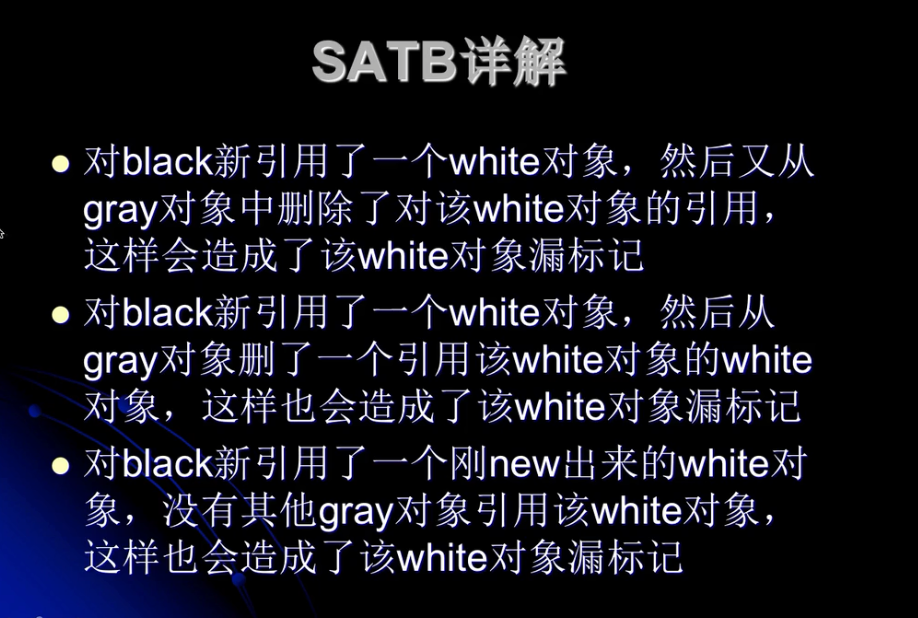 SATB详解
对black新引用了一个white对象，然后又从
gray对象中删除了对该white对象的引用，
这样会造成了该white对象漏标记
对black新引用了一个white对象，然后从
gray对象删了一个引用该white对象的white
对象，这样也会造成了该white对象漏标记
对black新引用了一个刚new出来的white对
象，没有其他gray对象引用该white对象，
这样也会造成了该white对象漏标记